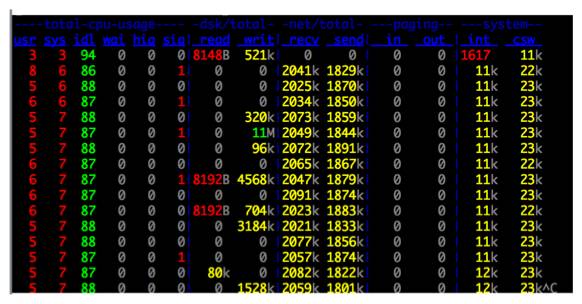 ----total-cpu-usage---- -dsk/total- -net/total- ---paging-- ---system--
usr sys idl wai hiq siq| read  writ| recv  send|  in   out | int   csw
3   3  94   0   0   0|8148B  521k|   0     0 |   0     0 |1617    11k
8   6  86   0   0   1|   0     0 |2041k 1829k|   0     0 |  11k   22k
5   6  88   0   0   0|   0     0 |2025k 1870k|   0     0 |  11k   23k
6   6  87   0   0   1|   0     0 |2034k 1850k|   0     0 |  11k   23k
5   7  88   0   0   0|   0   320k|2073k 1859k|   0     0 |  11k   23k
5   7  87   0   0   1|   0    11M|2049k 1844k|   0     0 |  11k   23k
5   7  88   0   0   0|   0    96k|2072k 1891k|   0     0 |  11k   23k
6   7  87   0   0   0|   0     0 |2065k 1867k|   0     0 |  11k   22k
5   7  87   0   0   1|8192B 4568k|2047k 1879k|   0     0 |  11k   23k
6   7  87   0   0   0|   0     0 |2091k 1874k|   0     0 |  11k   23k
6   7  87   0   0   0|8192B  704k|2023k 1883k|   0     0 |  11k   22k
5   7  88   0   0   0|   0  3184k|2021k 1833k|   0     0 |  11k   23k
5   7  88   0   0   0|   0     0 |2077k 1856k|   0     0 |  11k   23k
5   7  87   0   0   1|   0     0 |2057k 1874k|   0     0 |  11k   23k
5   7  87   0   0   0|  80k    0 |2082k 1822k|   0     0 |  12k   23k
5   7  88   0   0   0|   0  1528k|2059k 1801k|   0     0 |  12k   23k^C